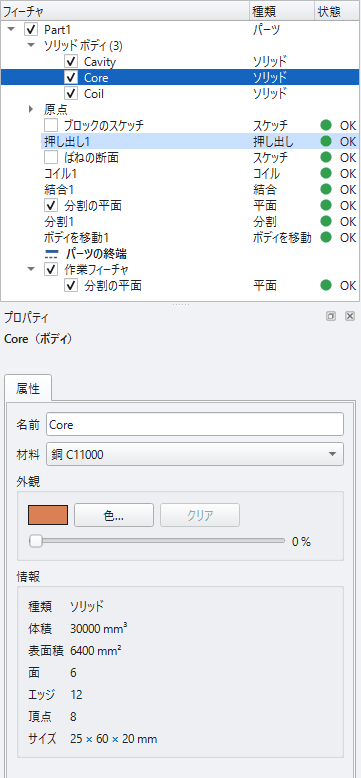 フィーチャ 種類 状態
Part1 パーツ
ソリッド ボディ (3)
Cavity ソリッド
Core ソリッド
Coil ソリッド
原点
ブロックのスケッチ スケッチ OK
押し出し1 押し出し OK
ばねの断面 スケッチ OK
コイル1 コイル OK
結合1 結合 OK
分割の平面 平面 OK
分割1 分割 OK
ボディを移動1 ボディを移動 OK
パーツの終端
作業フィーチャ
分割の平面 平面 OK
プロパティ
Core（ボディ）
属性
名前 Core
材料 銅 C11000
外観
色... クリア
0 %
情報
種類 ソリッド
体積 30000 mm³
表面積 6400 mm²
面 6
エッジ 12
頂点 8
サイズ 25 × 60 × 20 mm